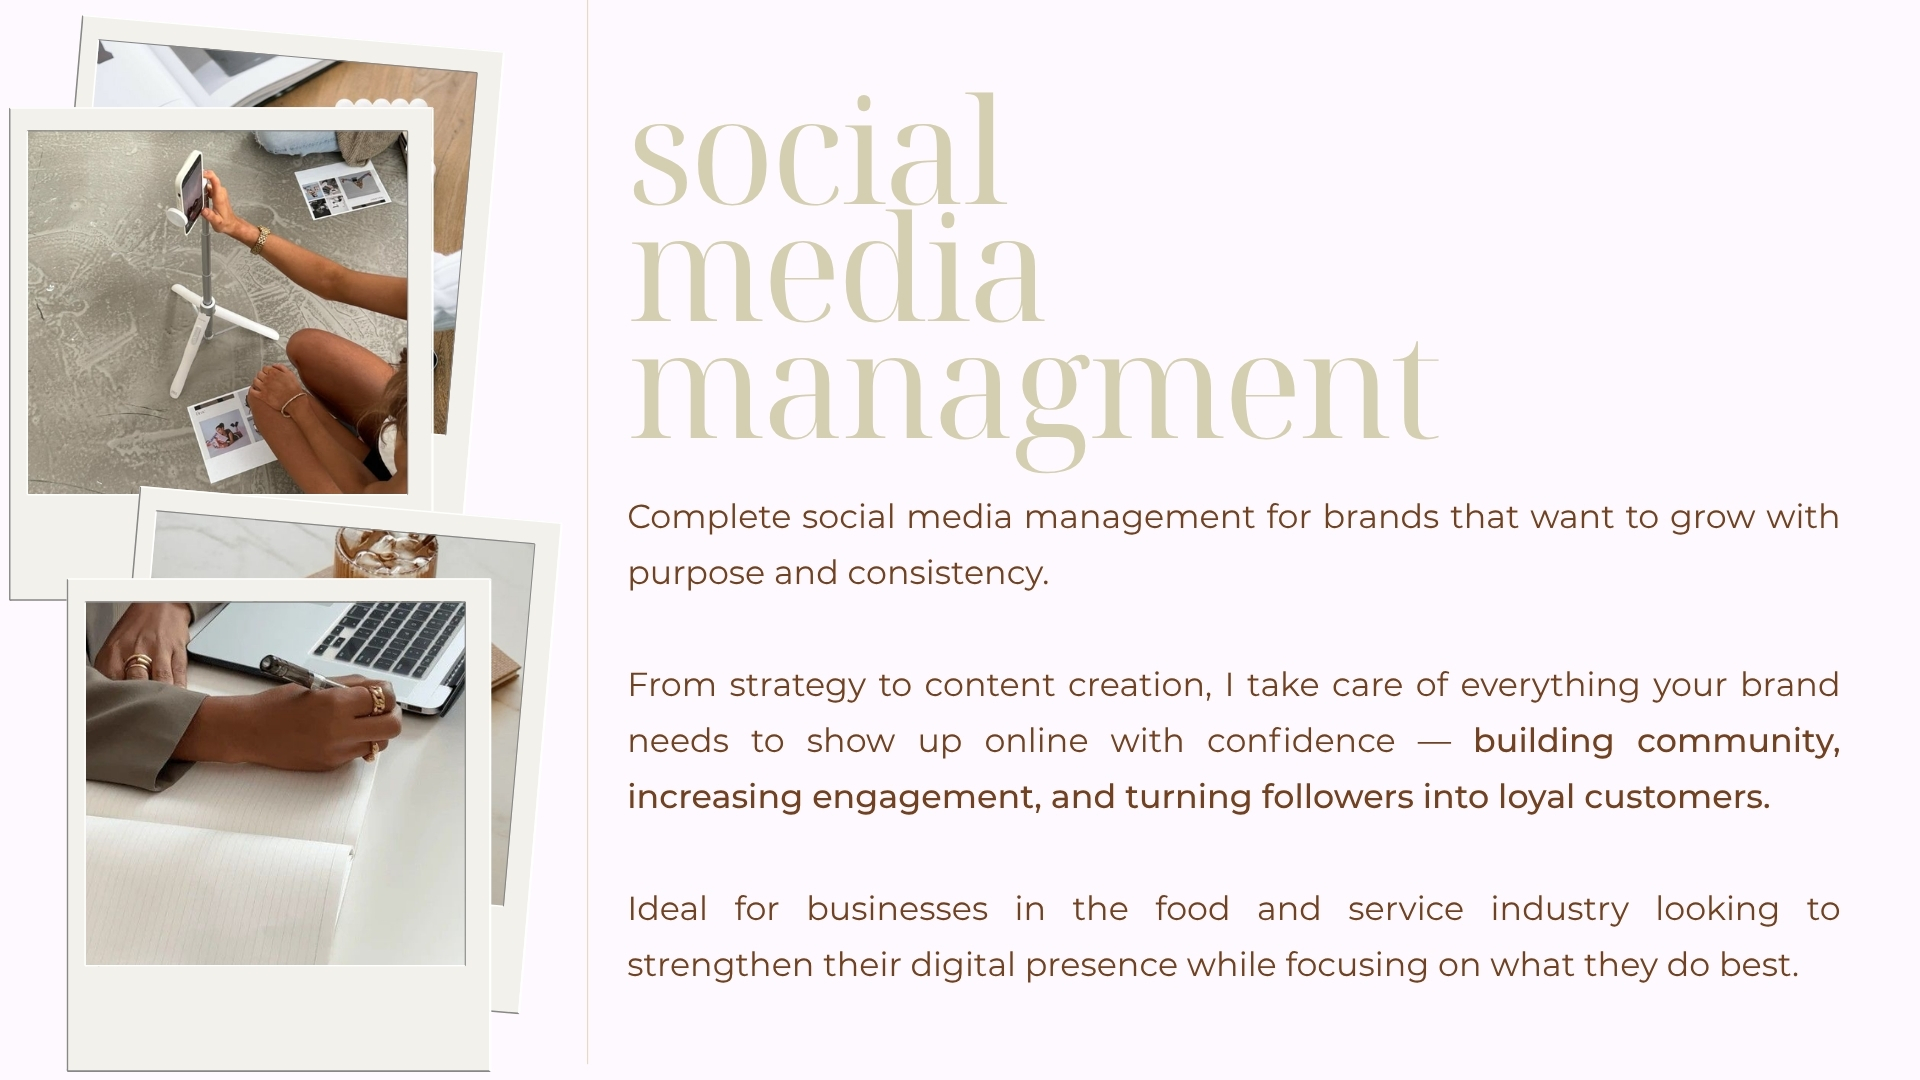 social
media
managment
Complete social media management for brands that want to grow with
purpose and consistency.
From strategy to content creation, I take care of everything your brand
needs to show up online with confidence — building community,
increasing engagement, and turning followers into loyal customers.
Ideal for businesses in the food and service industry looking to
strengthen their digital presence while focusing on what they do best.